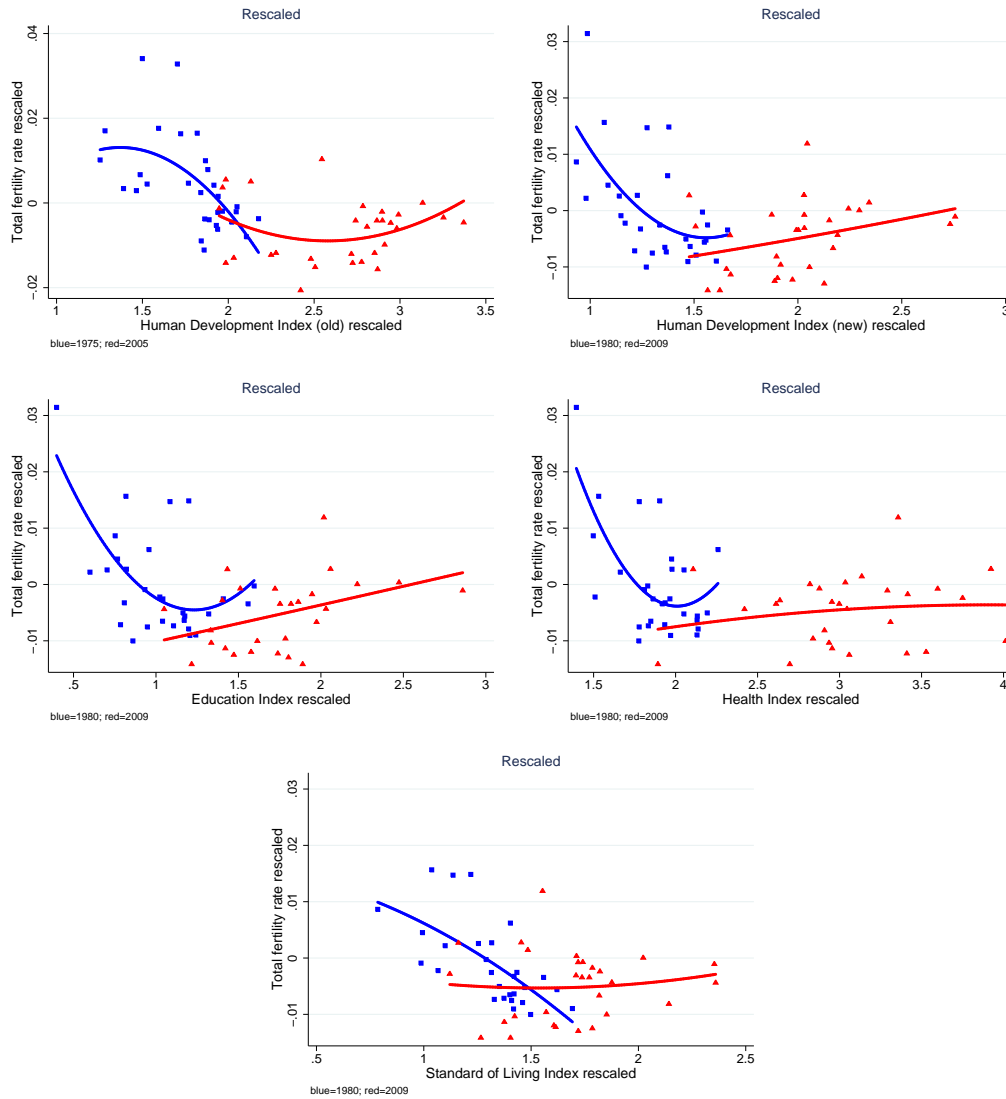 Rescaled
Total fertility rate rescaled
.04
.02
0
-.02
1
1.5
2
2.5
3
3.5
Human Development Index (old) rescaled
blue=1975; red=2005
Rescaled
Total fertility rate rescaled
.03
.02
.01
0
-.01
1
1.5
2
2.5
3
Human Development Index (new) rescaled
blue=1980; red=2009
Rescaled
Total fertility rate rescaled
.03
.02
.01
0
-.01
.5
1
1.5
2
2.5
3
Education Index rescaled
blue=1980; red=2009
Rescaled
Total fertility rate rescaled
.03
.02
.01
0
-.01
1.5
2
2.5
3
3.5
4
Health Index rescaled
blue=1980; red=2009
Rescaled
Total fertility rate rescaled
.03
.02
.01
0
-.01
.5
1
1.5
2
2.5
Standard of Living Index rescaled
blue=1980; red=2009